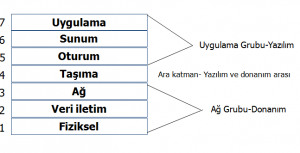 7 Uygulama
6 Sunum
5 Oturum
4 Taşıma
3 Ağ
2 Veri iletim
1 Fiziksel
Uygulama Grubu-Yazılım
Ara katman- Yazılım ve donanım arası
Ağ Grubu-Donanım